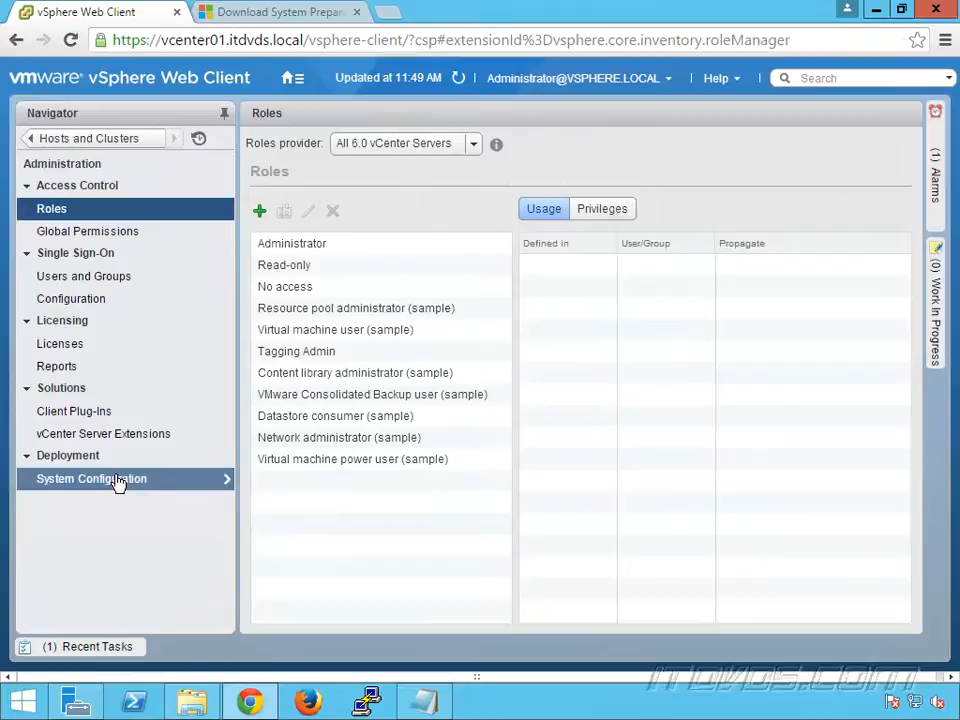 vSphere Web Client
Download System Prepar
https://vcenter01.itdvds.local/vsphere-client/?csp#extensionId%3Dvsphere.core.inventory.roleManager
vmware® vSphere Web Client
Updated at 11:49 AM
Administrator@VSPHERE.LOCAL
Help
Search
Navigator
Hosts and Clusters
Administration
Access Control
Roles
Global Permissions
Single Sign-On
Users and Groups
Configuration
Licensing
Licenses
Reports
Solutions
Client Plug-Ins
vCenter Server Extensions
Deployment
System Configuration
Roles
Roles provider: All 6.0 vCenter Servers
Roles
Administrator
Read-only
No access
Resource pool administrator (sample)
Virtual machine user (sample)
Tagging Admin
Content library administrator (sample)
VMware Consolidated Backup user (sample)
Datastore consumer (sample)
Network administrator (sample)
Virtual machine power user (sample)
Usage Privileges
Defined in User/Group Propagate
(1) Alarms
(0) Work In Progress
(1) Recent Tasks
ITDVDS.COM